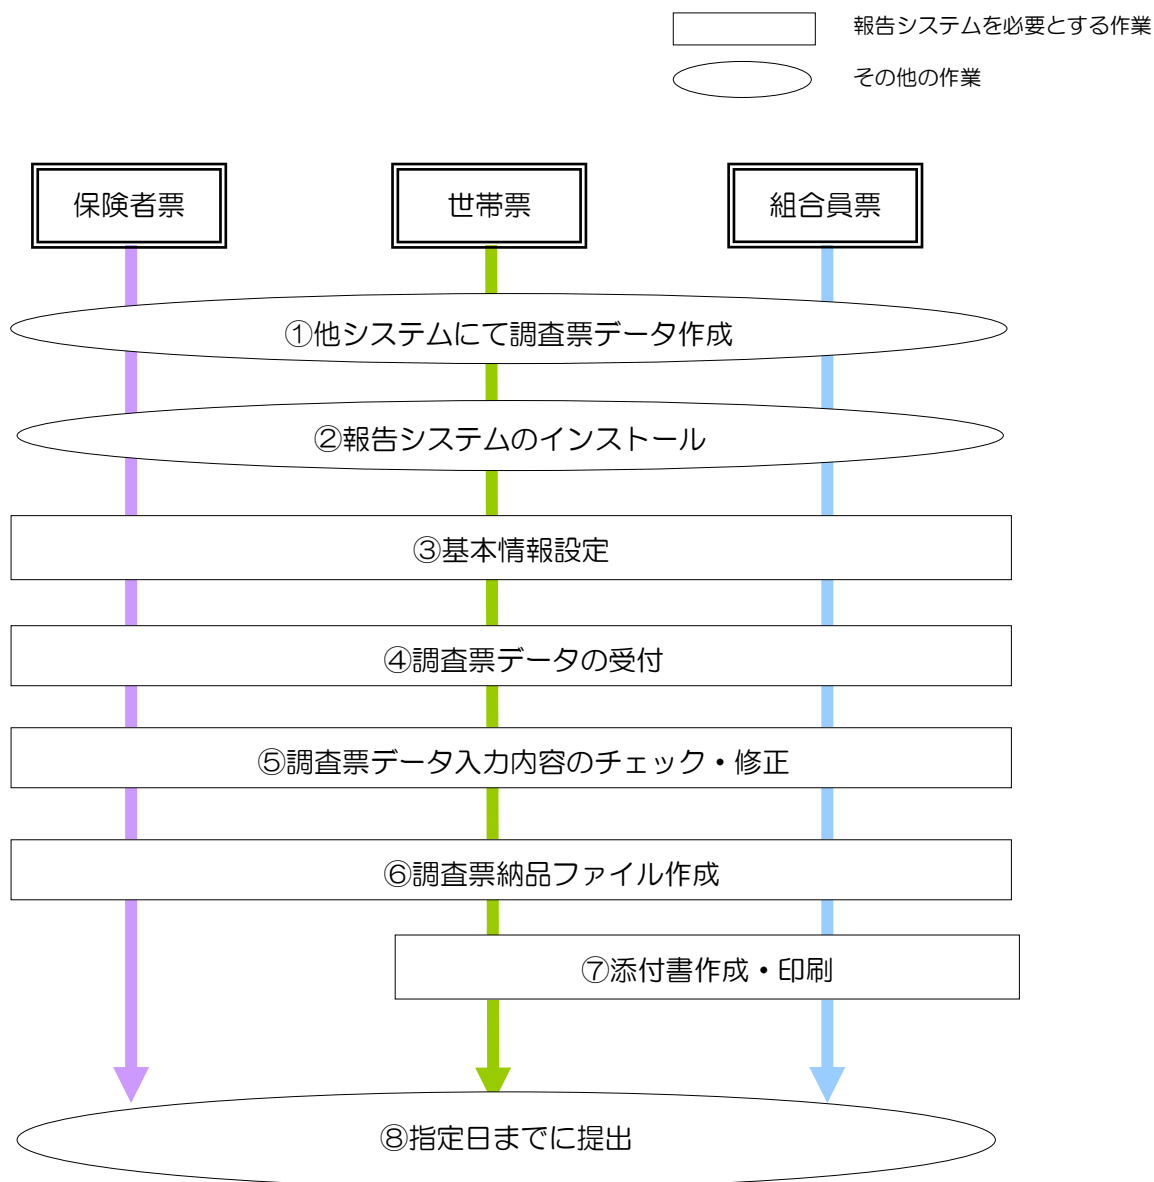 報告システムを必要とする作業
その他の作業
保険者票
世帯票
組合員票
①他システムにて調査票データ作成
②報告システムのインストール
③基本情報設定
④調査票データの受付
⑤調査票データ入力内容のチェック・修正
⑥調査票納品ファイル作成
⑦添付書作成・印刷
⑧指定日までに提出